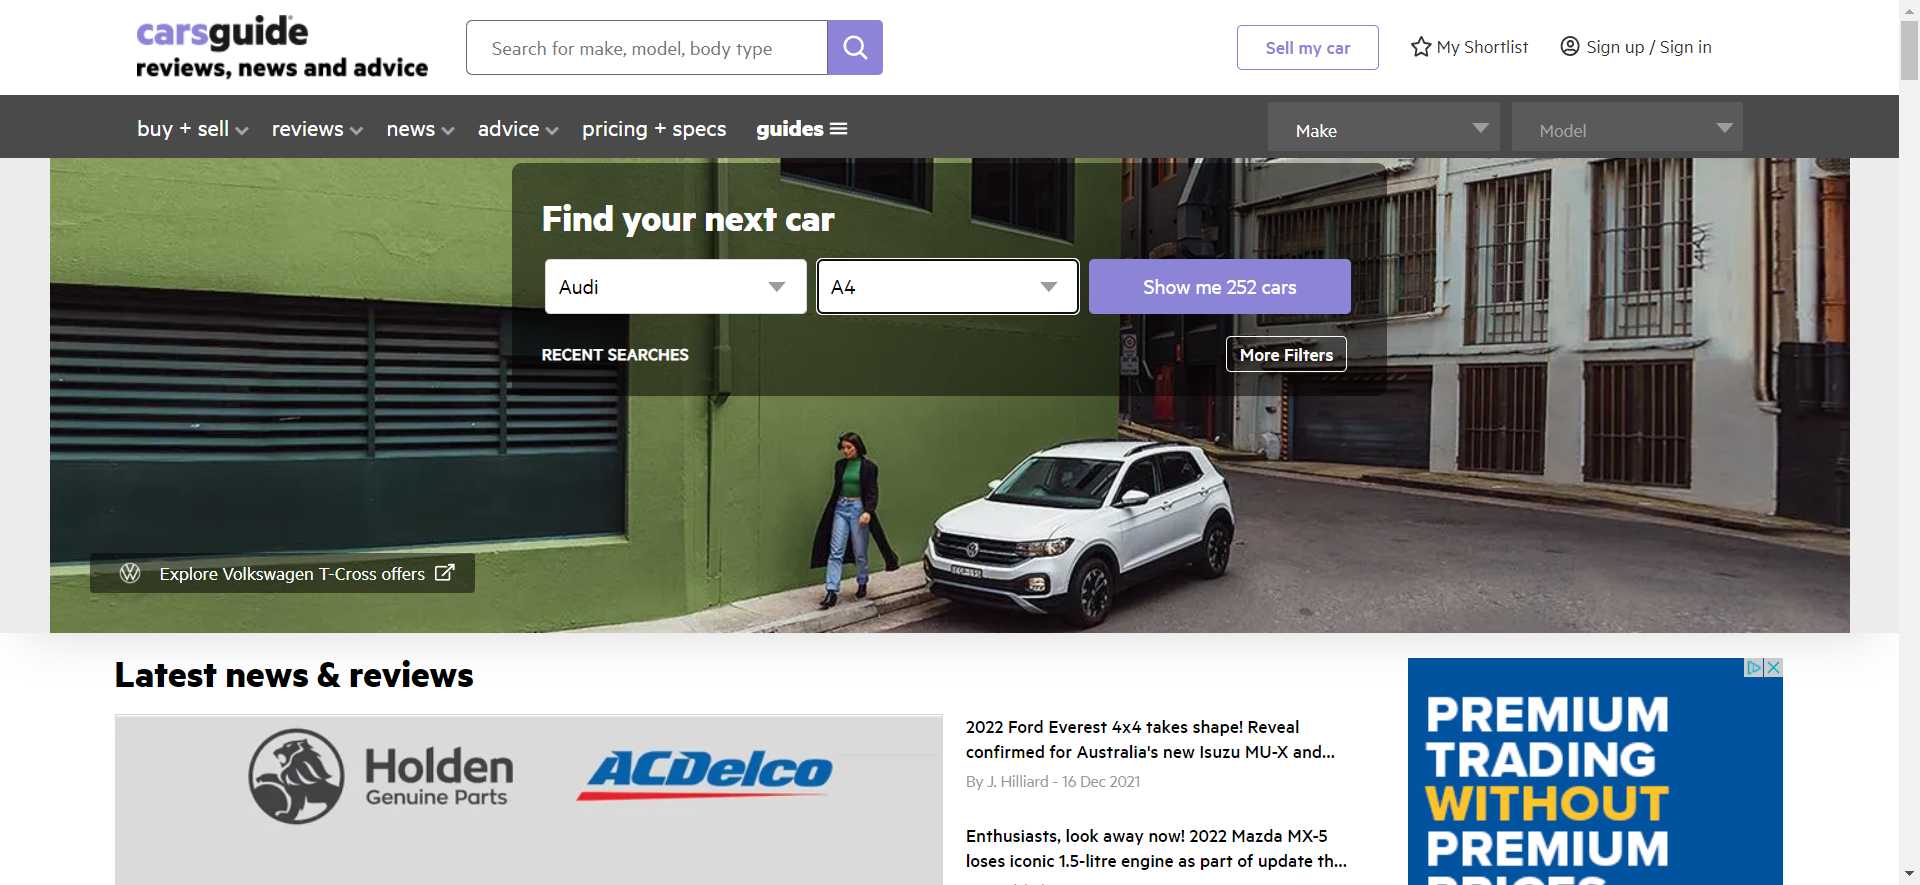 carsguide
reviews, news and advice
Search for make, model, body type
Sell my car
My Shortlist
Sign up / Sign in
buy + sell
reviews
news
advice
pricing + specs
guides
Make
Model
Find your next car
Audi
A4
Show me 252 cars
RECENT SEARCHES
More Filters
Explore Volkswagen T-Cross offers
Latest news & reviews
Holden
Genuine Parts
ACDelco
2022 Ford Everest 4x4 takes shape! Reveal
confirmed for Australia's new Isuzu MU-X and...
By J. Hilliard - 16 Dec 2021
Enthusiasts, look away now! 2022 Mazda MX-5
loses iconic 1.5-litre engine as part of update th...
PREMIUM
TRADING
WITHOUT
PREMIUM
PRICES